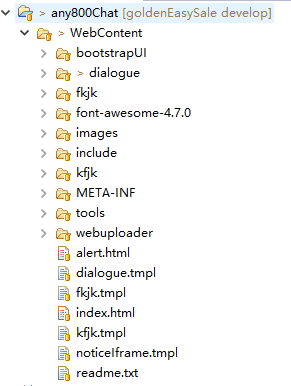 > any800Chat [goldenEasySale develop]
> WebContent
bootstrapUI
> dialogue
fkjk
font-awesome-4.7.0
images
include
kfjk
META-INF
tools
webuploader
alert.html
dialogue.tmpl
fkjk.tmpl
index.html
kfjk.tmpl
noticeIframe.tmpl
readme.txt